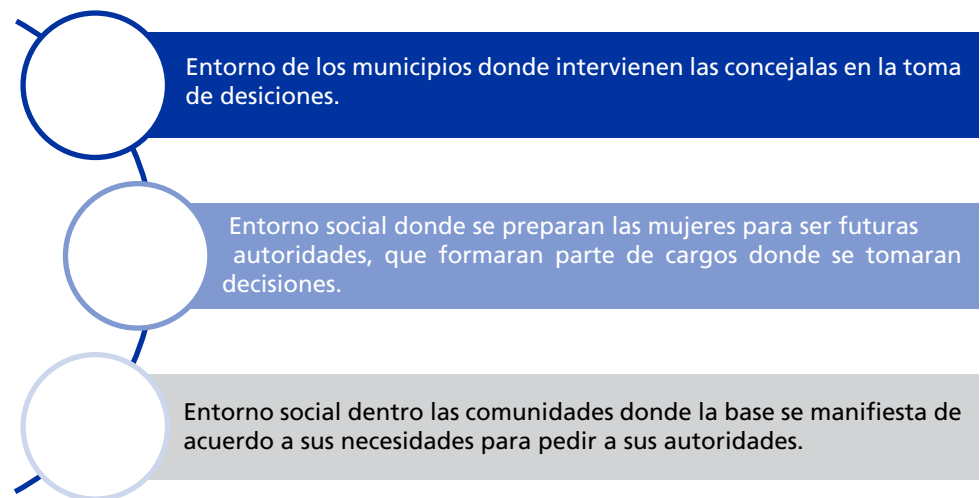 Entorno de los municipios donde intervienen las concejalas en la toma
de desiciones.
Entorno social donde se preparan las mujeres para ser futuras
autoridades, que formaran parte de cargos donde se tomaran
decisiones.
Entorno social dentro las comunidades donde la base se manifiesta de
acuerdo a sus necesidades para pedir a sus autoridades.